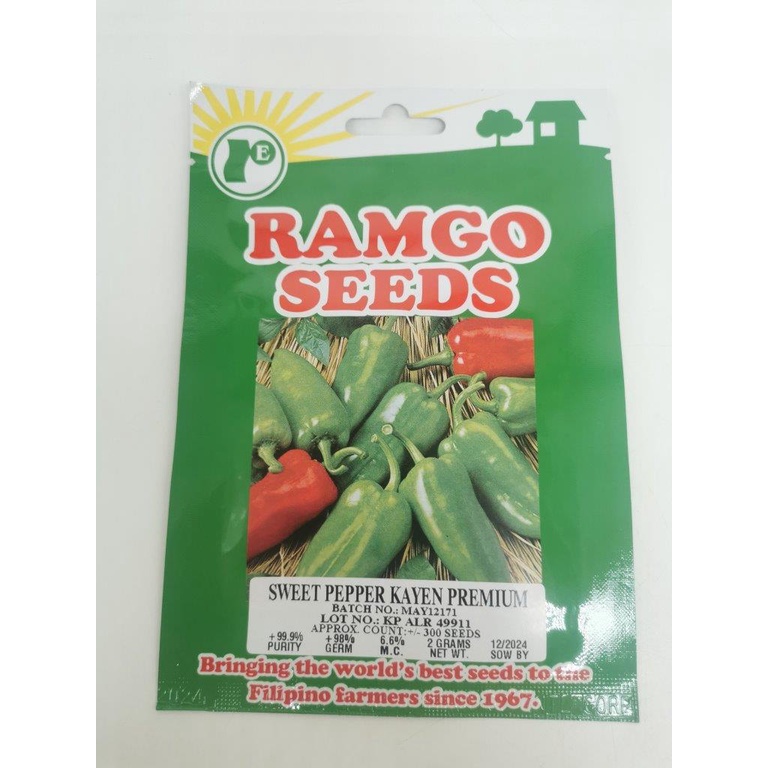 E
RAMGO
SEEDS
SWEET PEPPER KAYEN PREMIUM
BATCH NO.: MAY12171
LOT NO.: KP ALR 49911
APPROX. COUNT:+/- 300 SEEDS
+99.9% +98% 6.6% 2 GRAMS 12/2024
PURITY GERM M.C. NET WT. SOW BY
Bringing the world's best seeds to the
Filipino farmers since 1967.